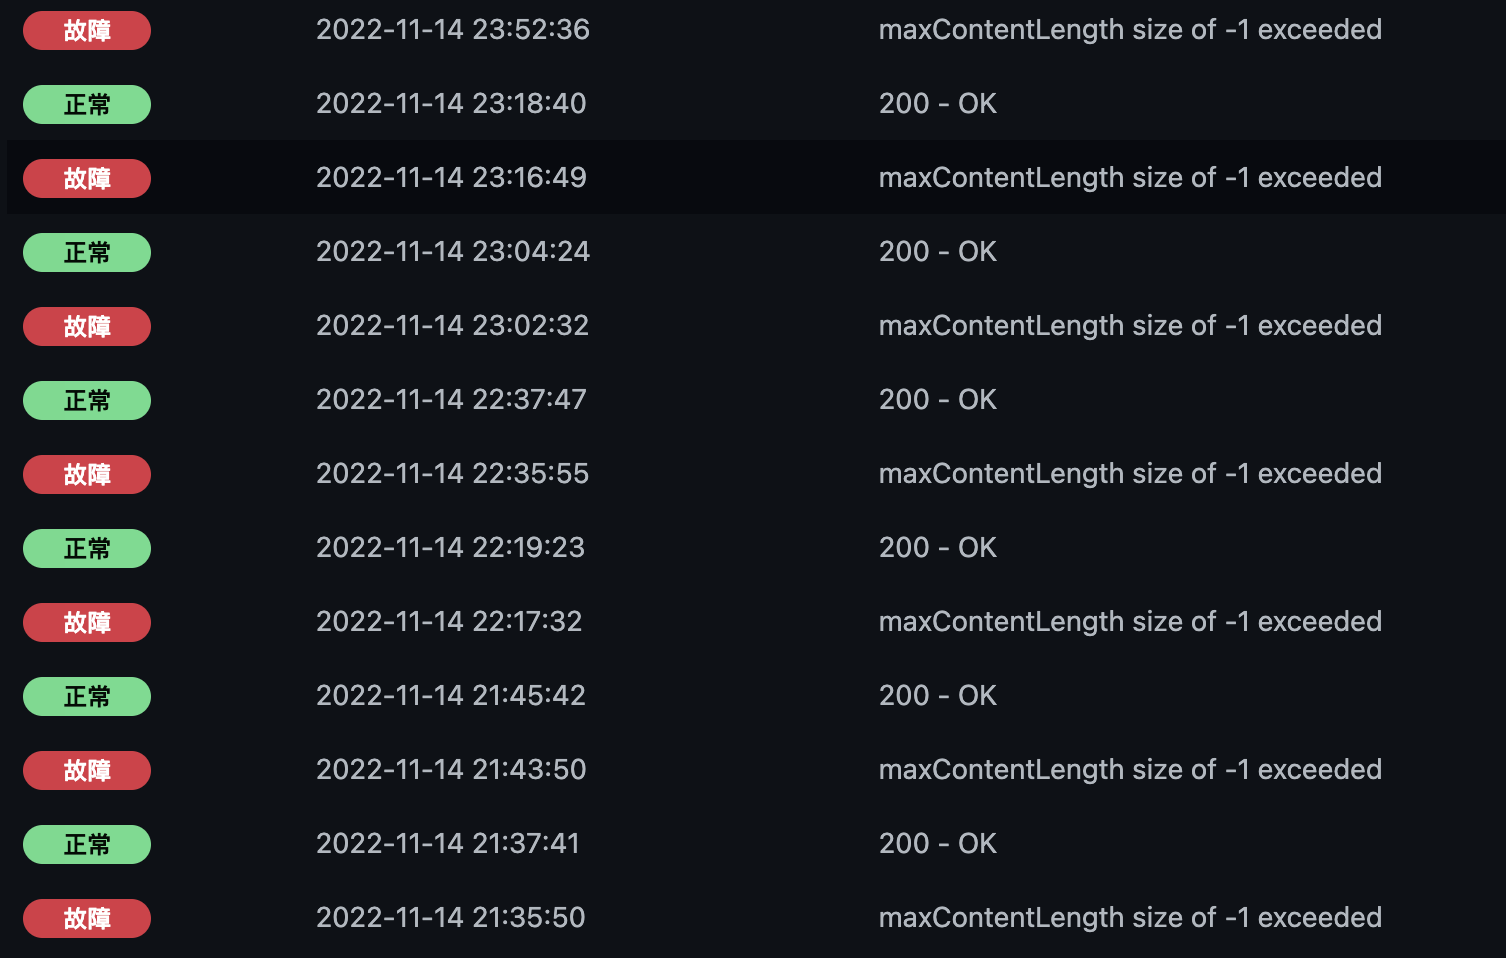 故障 2022-11-14 23:52:36 maxContentLength size of -1 exceeded
正常 2022-11-14 23:18:40 200 - OK
故障 2022-11-14 23:16:49 maxContentLength size of -1 exceeded
正常 2022-11-14 23:04:24 200 - OK
故障 2022-11-14 23:02:32 maxContentLength size of -1 exceeded
正常 2022-11-14 22:37:47 200 - OK
故障 2022-11-14 22:35:55 maxContentLength size of -1 exceeded
正常 2022-11-14 22:19:23 200 - OK
故障 2022-11-14 22:17:32 maxContentLength size of -1 exceeded
正常 2022-11-14 21:45:42 200 - OK
故障 2022-11-14 21:43:50 maxContentLength size of -1 exceeded
正常 2022-11-14 21:37:41 200 - OK
故障 2022-11-14 21:35:50 maxContentLength size of -1 exceeded